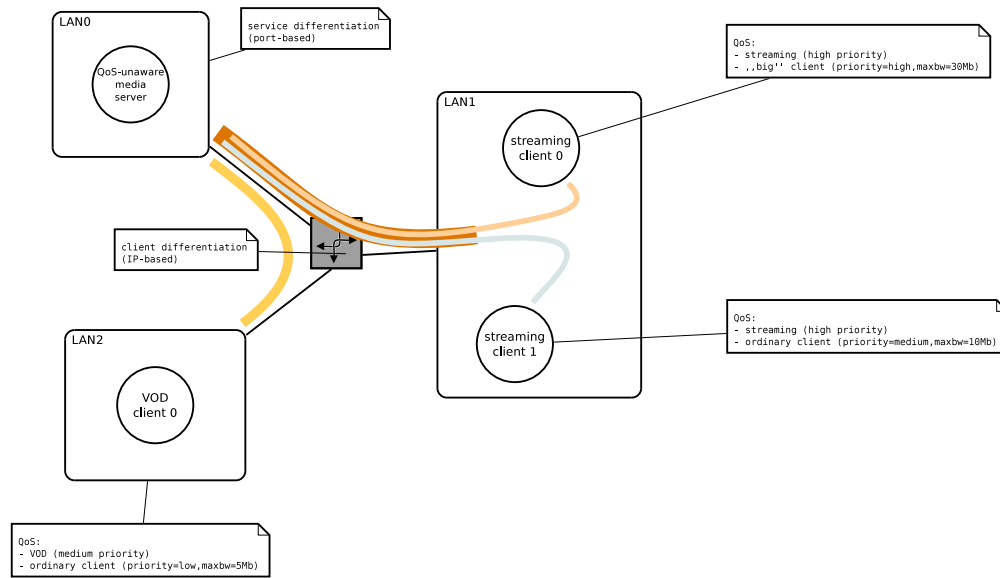 LAN0
QoS-unaware
media
server
service differentiation
(port-based)
QoS:
- streaming (high priority)
- ,,big'' client (priority=high,maxbw=30Mb)
LAN1
streaming
client 0
client differentiation
(IP-based)
streaming
client 1
QoS:
- streaming (high priority)
- ordinary client (priority=medium,maxbw=10Mb)
LAN2
VOD
client 0
QoS:
- VOD (medium priority)
- ordinary client (priority=low,maxbw=5Mb)